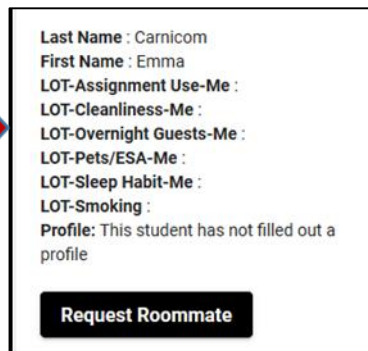 Last Name : Carnicom
First Name : Emma
LOT-Assignment Use-Me :
LOT-Cleanliness-Me :
LOT-Overnight Guests-Me :
LOT-Pets/ESA-Me :
LOT-Sleep Habit-Me :
LOT-Smoking :
Profile: This student has not filled out a
profile
Request Roommate